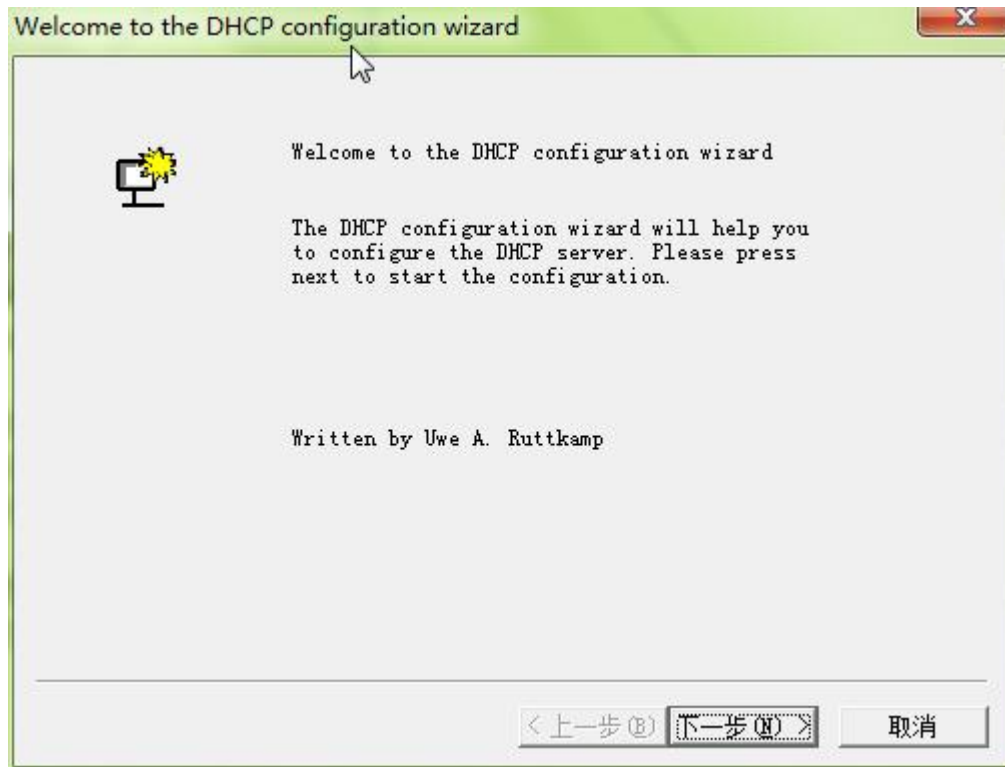 Welcome to the DHCP configuration wizard
Welcome to the DHCP configuration wizard
The DHCP configuration wizard will help you
to configure the DHCP server. Please press
next to start the configuration.
Written by Uwe A. Ruttkamp
< 上一步(B) 下一步(N) > 取消